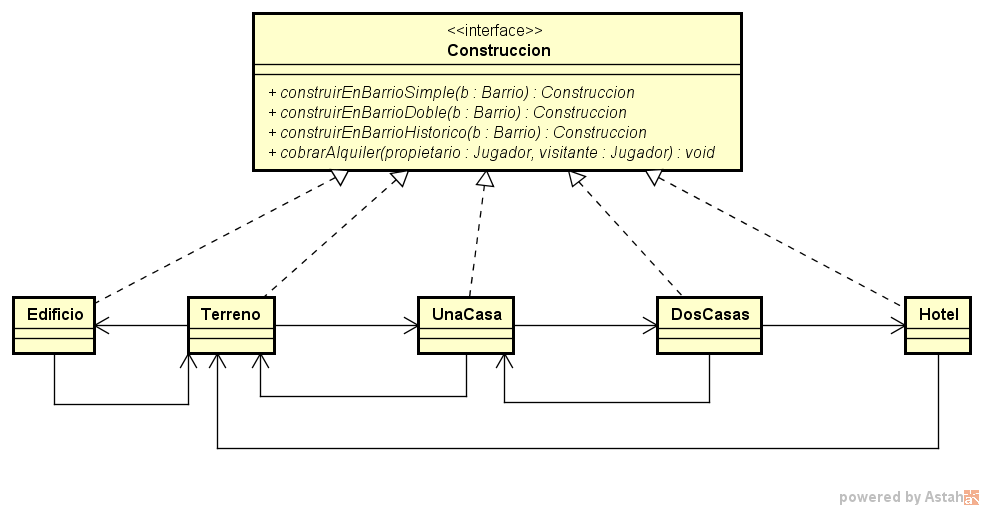 <<interface>>
Construccion
+ construirEnBarrioSimple(b : Barrio) : Construccion
+ construirEnBarrioDoble(b : Barrio) : Construccion
+ construirEnBarrioHistorico(b : Barrio) : Construccion
+ cobrarAlquiler(propietario : Jugador, visitante : Jugador) : void
Edificio
Terreno
UnaCasa
DosCasas
Hotel
powered by Astah